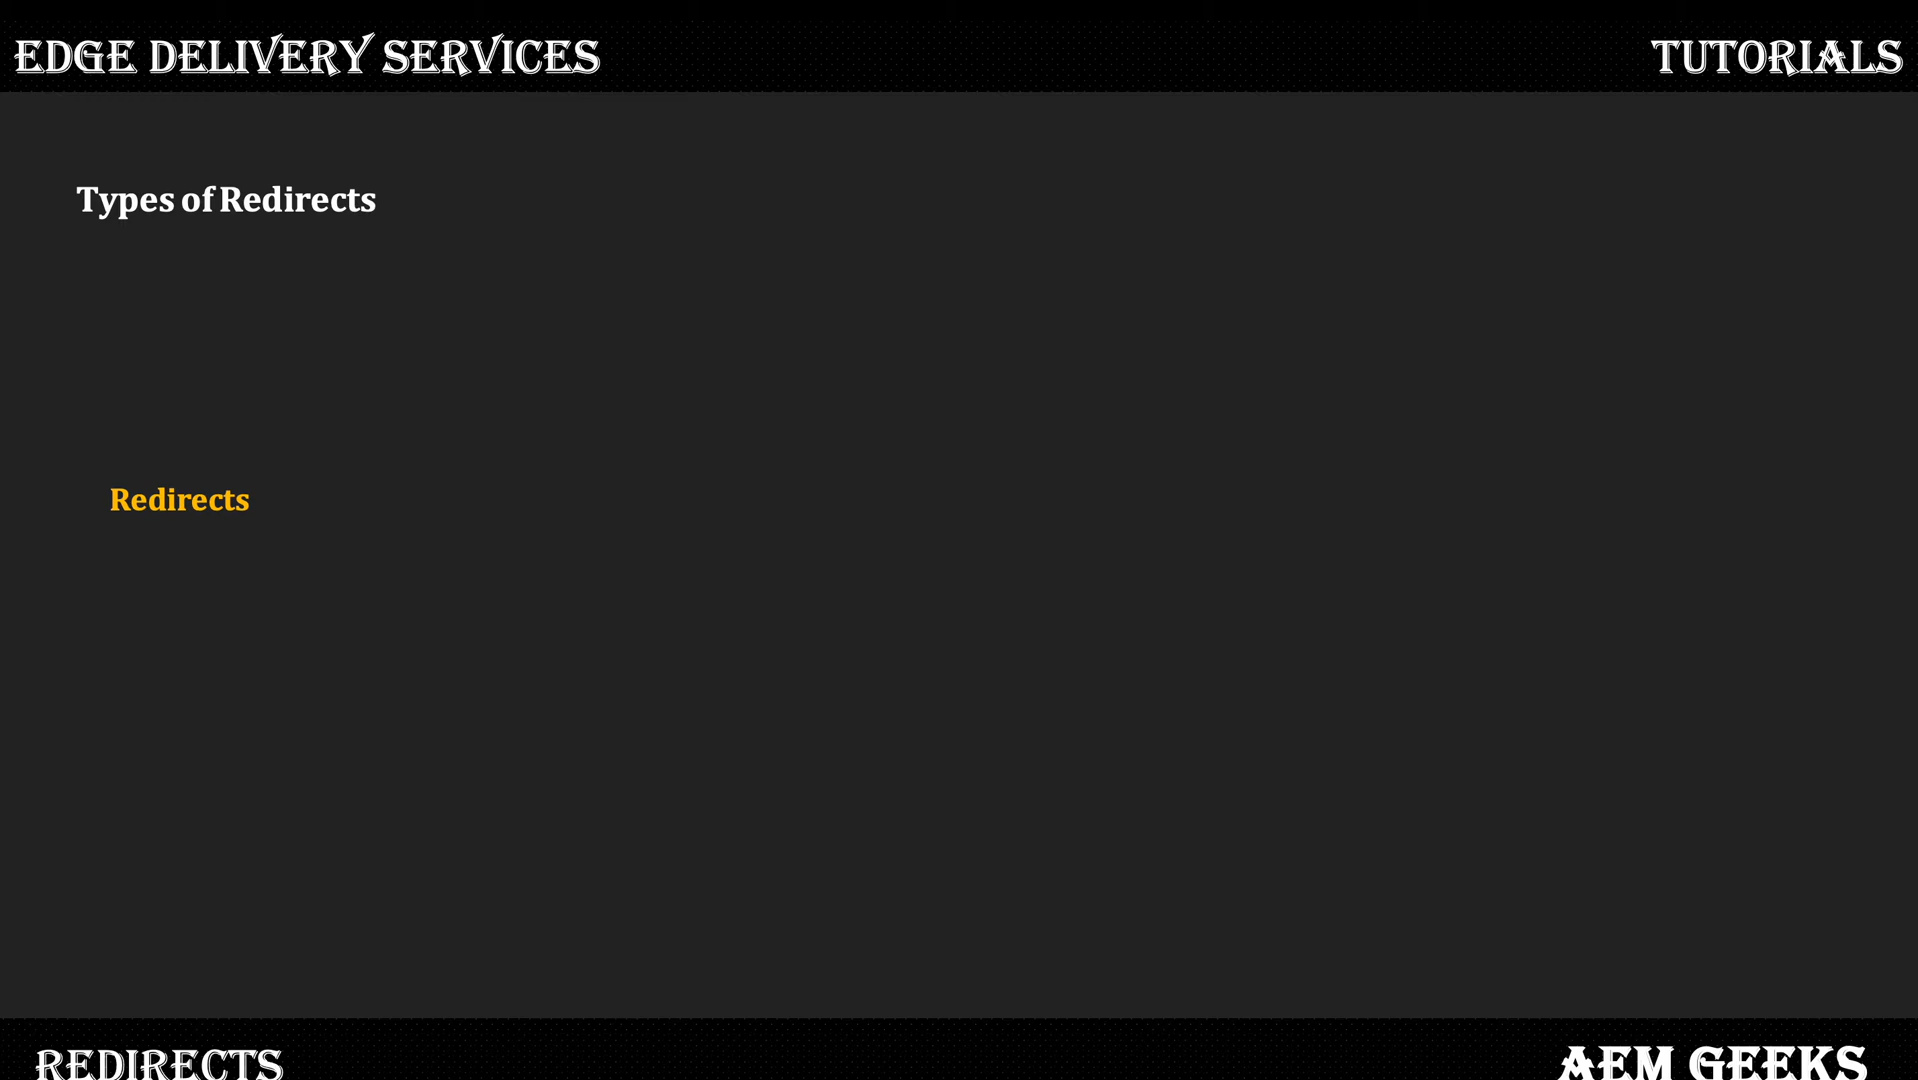 EDGE DELIVERY SERVICES
TUTORIALS
Types of Redirects
Redirects
REDIRECTS
AEM GEEKS